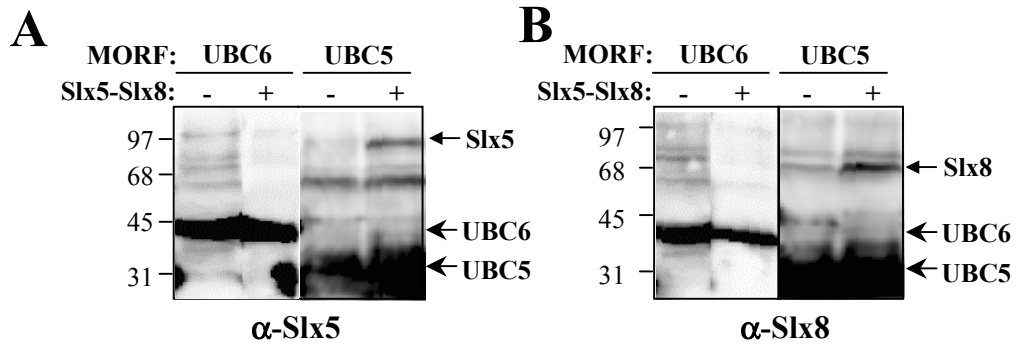 A
MORF: UBC6 UBC5
Slx5-Slx8: - + - +
97
68
45
31
Slx5
UBC6
UBC5
α-Slx5
B
MORF: UBC6 UBC5
Slx5-Slx8: - + - +
97
68
45
31
Slx8
UBC6
UBC5
α-Slx8